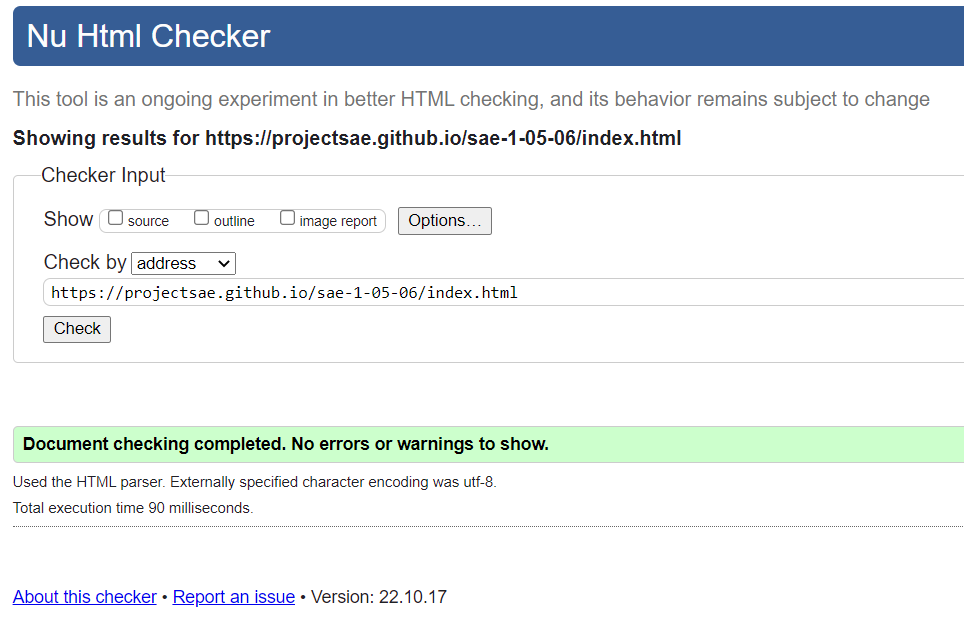 Nu Html Checker
This tool is an ongoing experiment in better HTML checking, and its behavior remains subject to change
Showing results for https://projectsae.github.io/sae-1-05-06/index.html
Checker Input
Show source outline image report Options...
Check by address
https://projectsae.github.io/sae-1-05-06/index.html
Check
Document checking completed. No errors or warnings to show.
Used the HTML parser. Externally specified character encoding was utf-8.
Total execution time 90 milliseconds.
About this checker • Report an issue • Version: 22.10.17